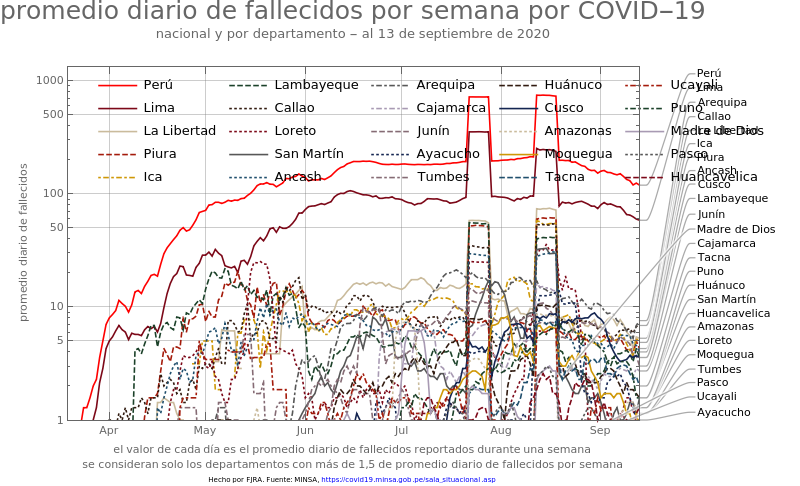 promedio diario de fallecidos por semana por COVID‒19
nacional y por departamento ‒ al 13 de septiembre de 2020
promedio diario de fallecidos
1000
500
100
50
10
5
1
Apr May Jun Jul Aug Sep
Perú Lambayeque Arequipa Huánuco Ucayali
Lima Callao Cajamarca Cusco Puno
La Libertad Loreto Junín Amazonas Madre de Dios
Piura San Martín Ayacucho Moquegua Pasco
Ica Ancash Tumbes Tacna Huancavelica
Perú
Lima
Arequipa
Callao
La Libertad
Ica
Piura
Ancash
Cusco
Lambayeque
Junín
Madre de Dios
Cajamarca
Tacna
Puno
Huánuco
San Martín
Huancavelica
Amazonas
Loreto
Moquegua
Tumbes
Pasco
Ucayali
Ayacucho
el valor de cada día es el promedio diario de fallecidos reportados durante una semana
se consideran solo los departamentos con más de 1,5 de promedio diario de fallecidos por semana
Hecho por FJRA. Fuente: MINSA, https://covid19.minsa.gob.pe/sala_situacional.asp